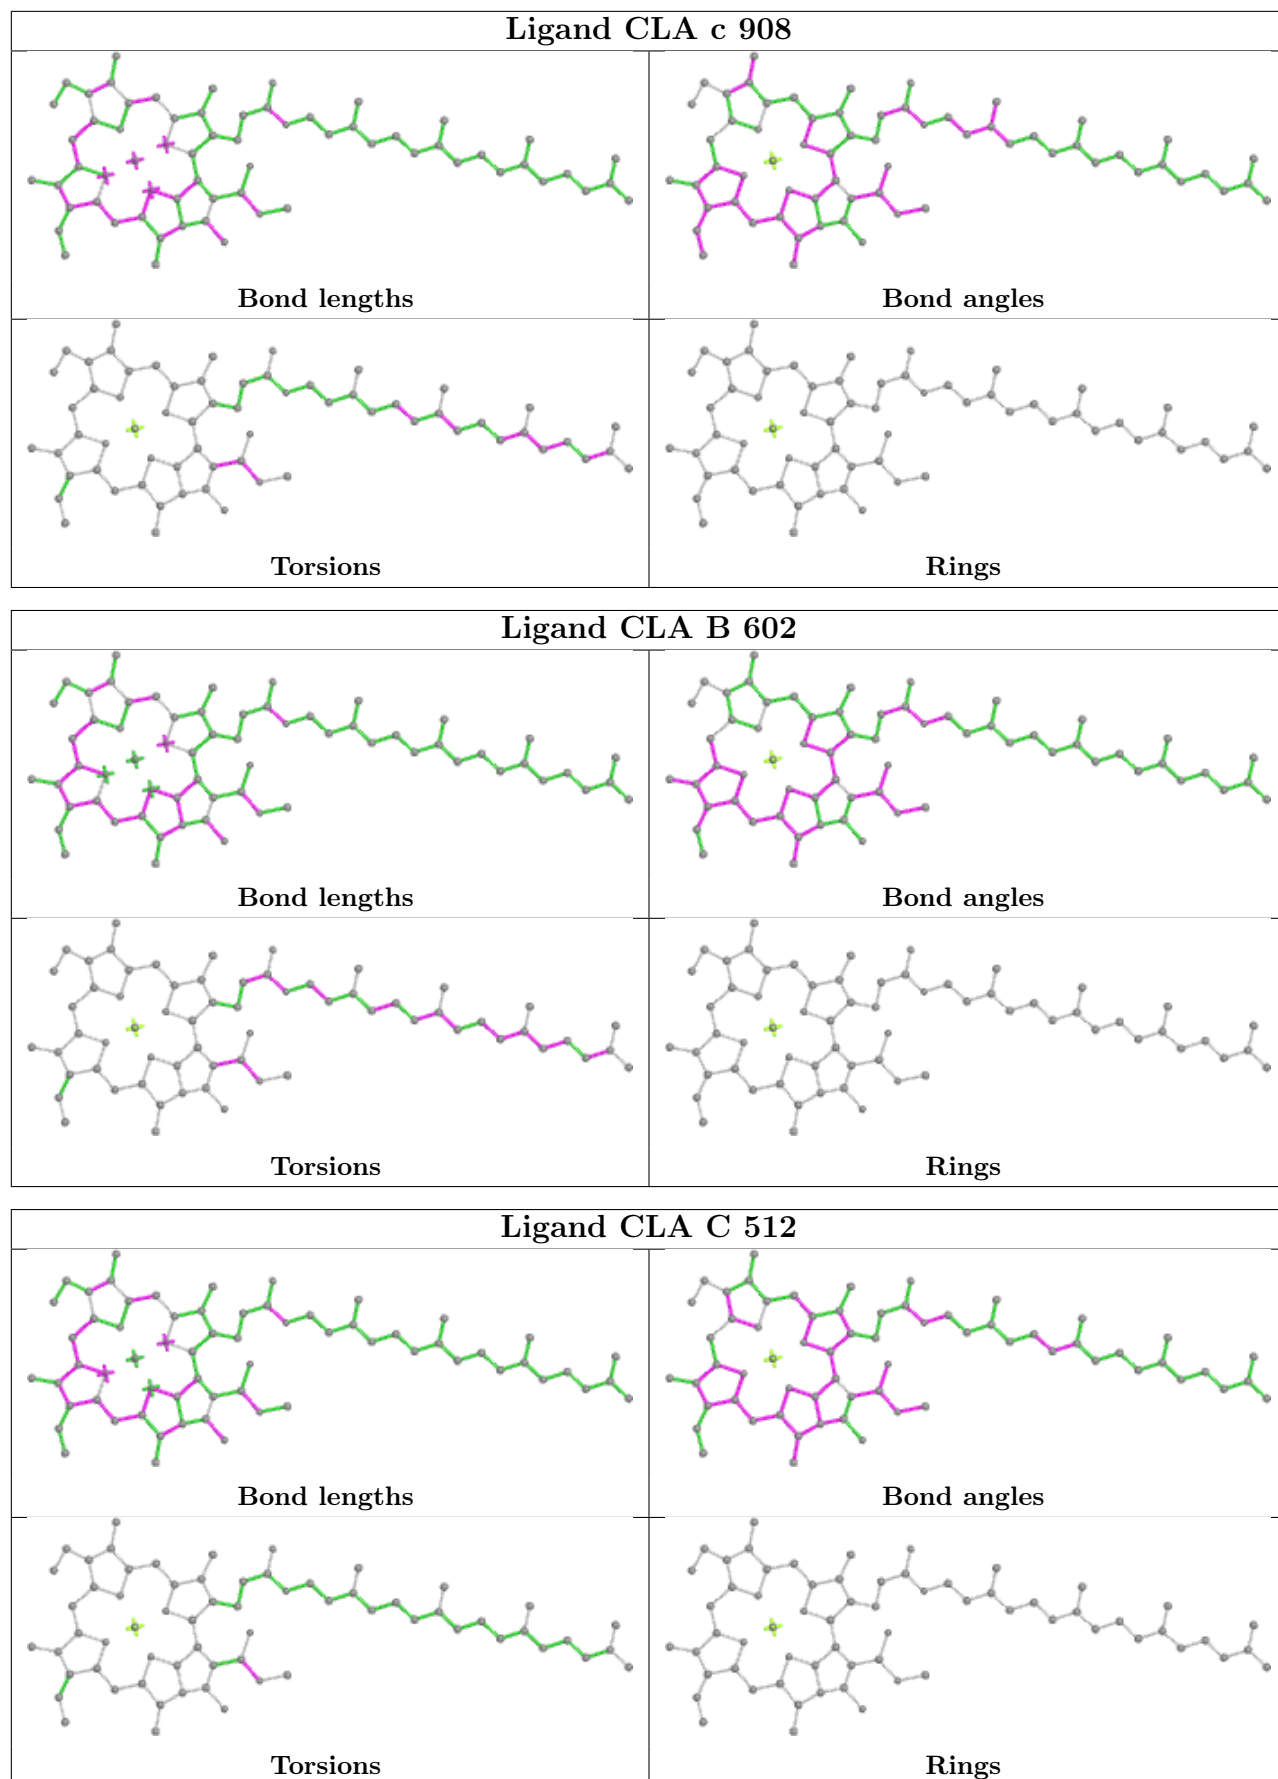 Ligand CLA c 908
Bond lengths
Bond angles
Torsions
Rings
Ligand CLA B 602
Bond lengths
Bond angles
Torsions
Rings
Ligand CLA C 512
Bond lengths
Bond angles
Torsions
Rings